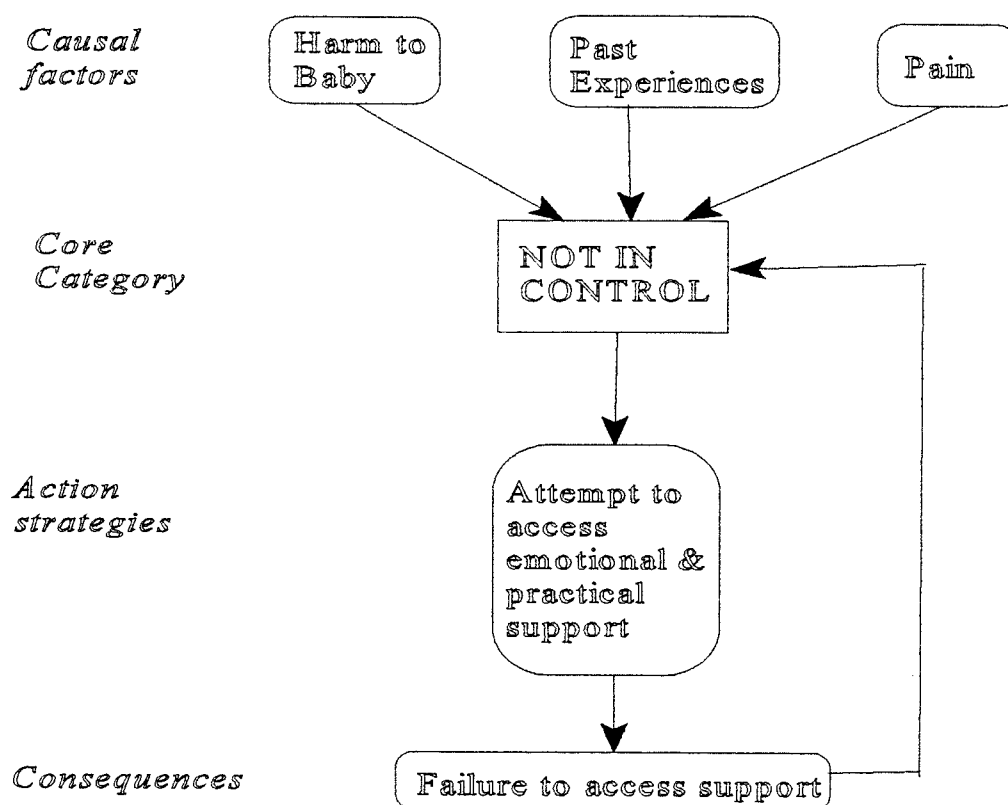 Causal
factors
Harm to
Baby
Past
Experiences
Pain
Core
Category
NOT IN
CONTROL
Action
strategies
Attempt to
access
emotional &
practical
support
Consequences
Failure to access support